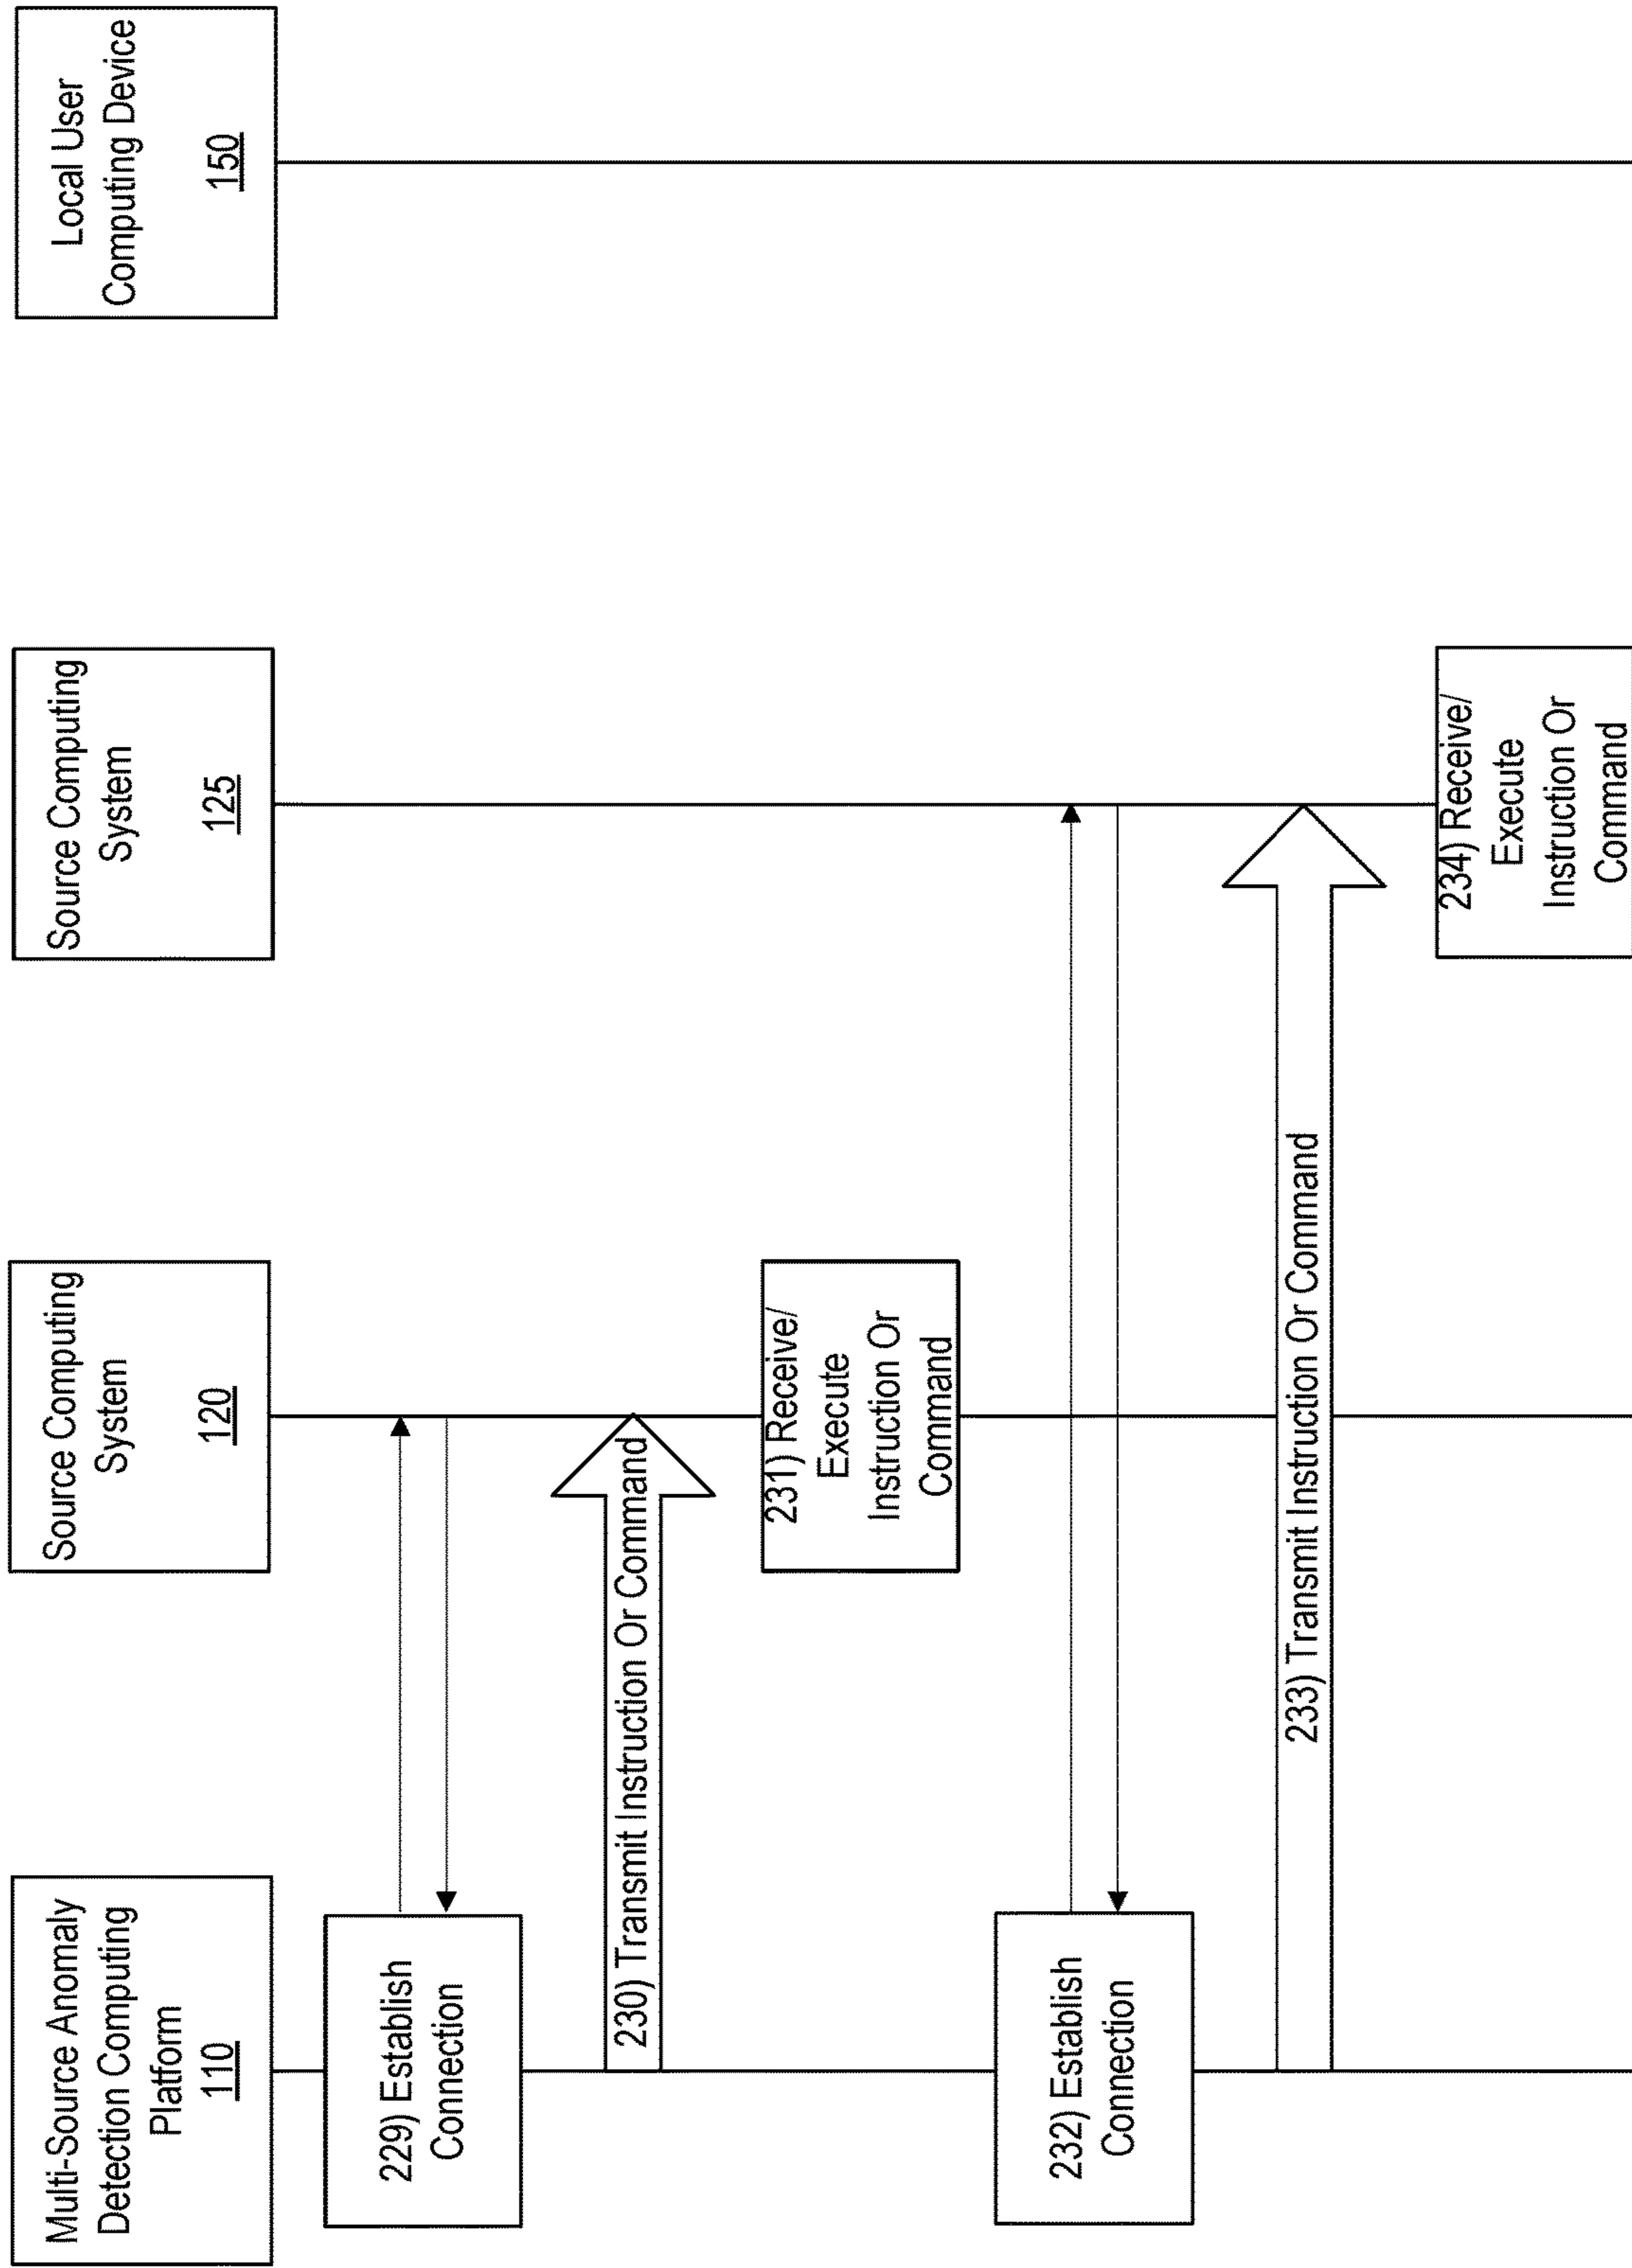 Multi-Source Anomaly
Detection Computing
Platform
110
Source Computing
System
120
Source Computing
System
125
Local User
Computing Device
150
229) Establish
Connection
230) Transmit Instruction Or Command
231) Receive/
Execute
Instruction Or
Command
232) Establish
Connection
233) Transmit Instruction Or Command
234) Receive/
Execute
Instruction Or
Command